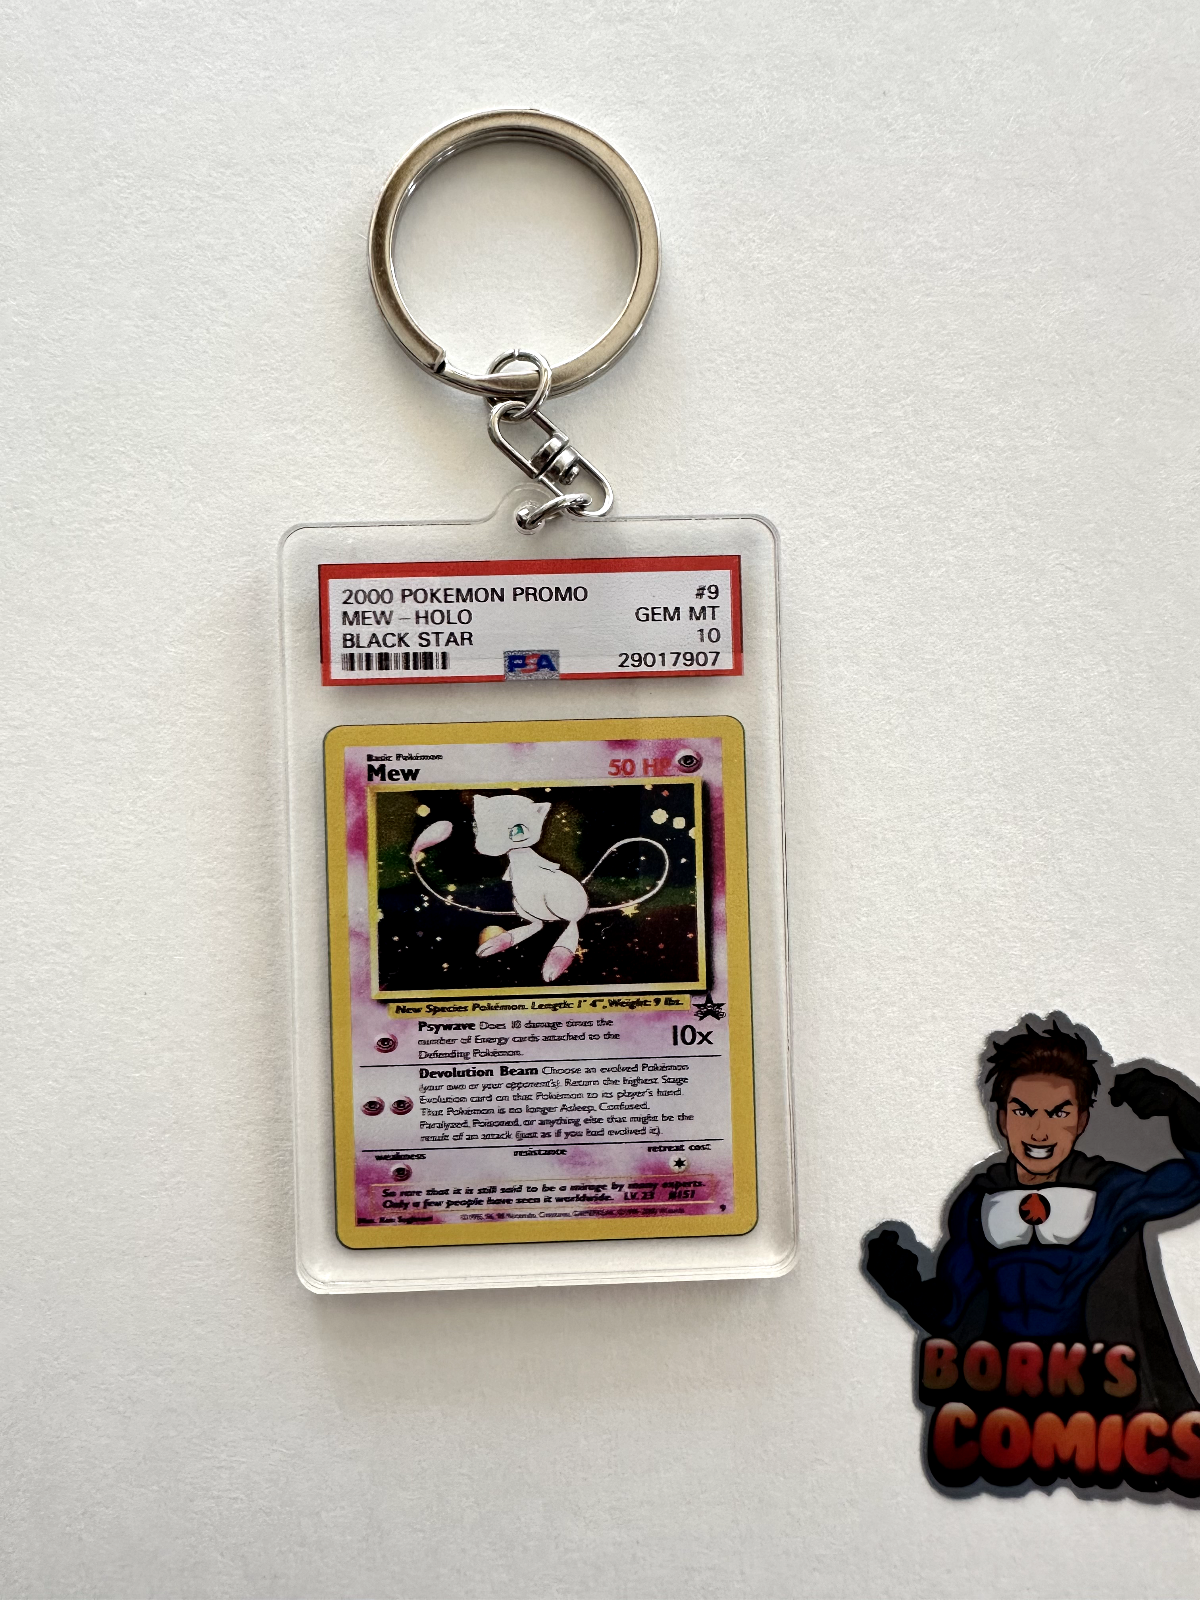 2000 POKEMON PROMO #9
MEW - HOLO GEM MT
BLACK STAR 10
PSA 29017907
Basic Pokémon
Mew 50 HP
New Species Pokémon. Length: 1' 4", Weight: 9 lbs.
Psywave Does 10 damage times the
number of Energy cards attached to the
Defending Pokémon.
10x
Devolution Beam Choose an evolved Pokémon
(your own or your opponent's). Return the highest Stage
Evolution card on that Pokémon to its player's hand.
That Pokémon is no longer Asleep, Confused,
Paralyzed, Poisoned, or anything else that might be the
result of an attack (just as if you had evolved it).
weakness resistance retreat cost
So rare that it is still said to be a mirage by many experts.
Only a few people have seen it worldwide. LV. 23 #151
9
BORK'S
COMICS